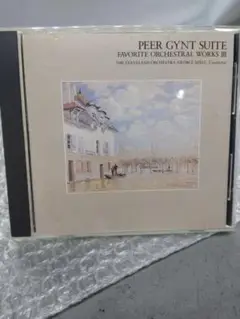 PEER GYNT SUITE
FAVORITE ORCHESTRAL WORKS III
THE CLEVELAND ORCHESTRA GEORGE SZELL, Conductor